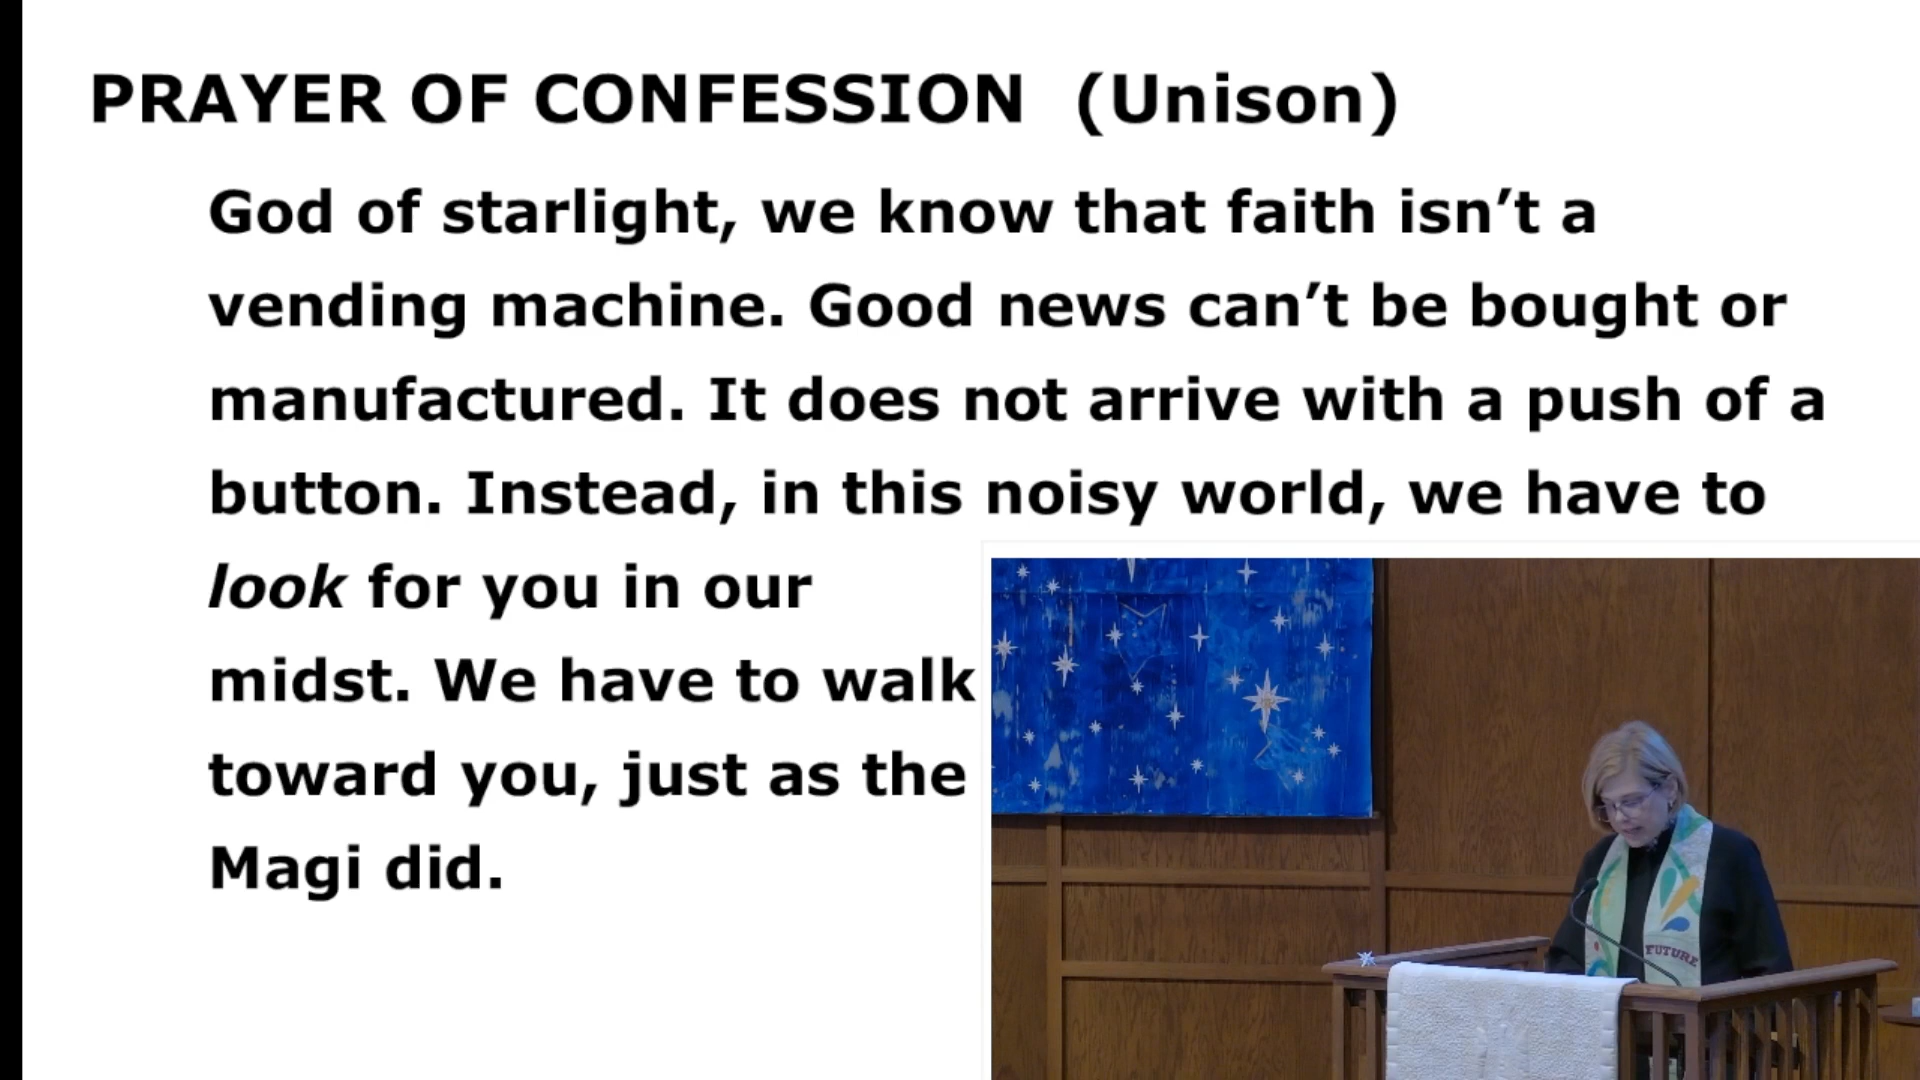 PRAYER OF CONFESSION (Unison)
God of starlight, we know that faith isn’t a
vending machine. Good news can’t be bought or
manufactured. It does not arrive with a push of a
button. Instead, in this noisy world, we have to
look for you in our
midst. We have to walk
toward you, just as the
Magi did.
FUTURE